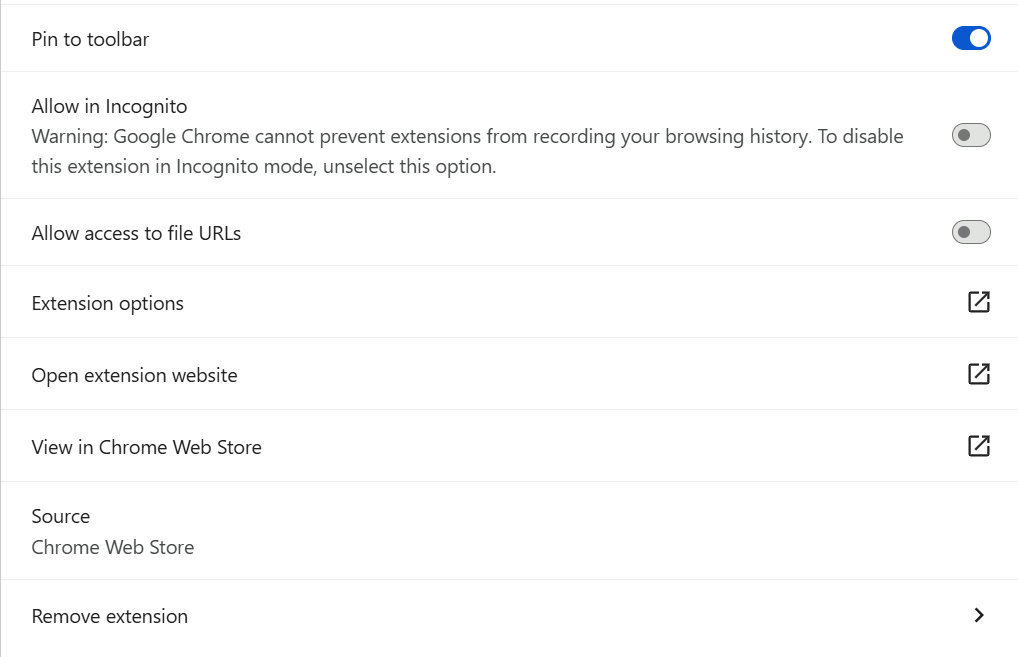 Pin to toolbar
Allow in Incognito
Warning: Google Chrome cannot prevent extensions from recording your browsing history. To disable
this extension in Incognito mode, unselect this option.
Allow access to file URLs
Extension options
Open extension website
View in Chrome Web Store
Source
Chrome Web Store
Remove extension